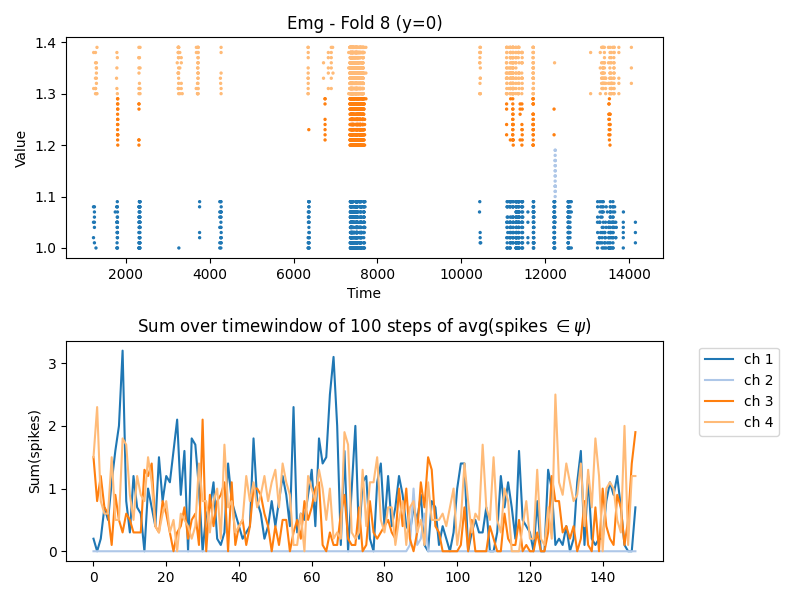 Emg - Fold 8 (y=0)
1.4
1.3
1.2
1.1
1.0
Value
2000 4000 6000 8000 10000 12000 14000
Time
Sum over timewindow of 100 steps of avg(spikes ∈ ψ)
3
2
1
0
Sum(spikes)
0 20 40 60 80 100 120 140
ch 1
ch 2
ch 3
ch 4